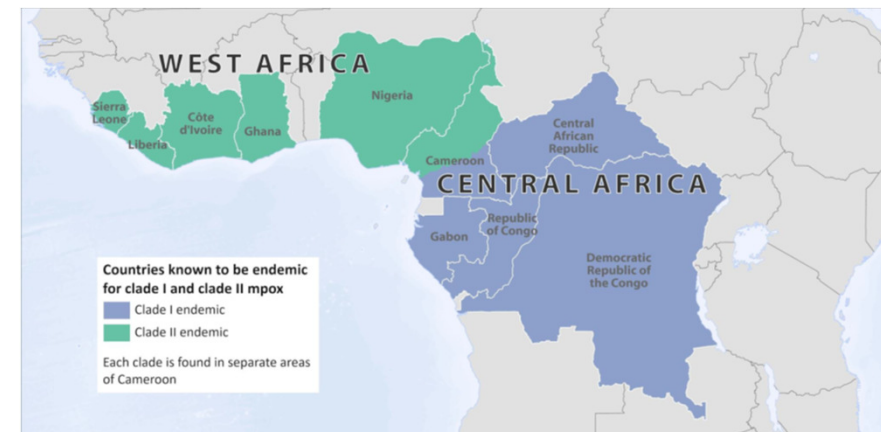 WEST AFRICA
Nigeria
Sierra
Leone
Côte
d'Ivoire
Ghana
Liberia
Central
African
Republic
Cameroon
CENTRAL AFRICA
Republic
of Congo
Gabon
Democratic
Republic of
the Congo
Countries known to be endemic
for clade I and clade II mpox
Clade I endemic
Clade II endemic
Each clade is found in separate areas
of Cameroon